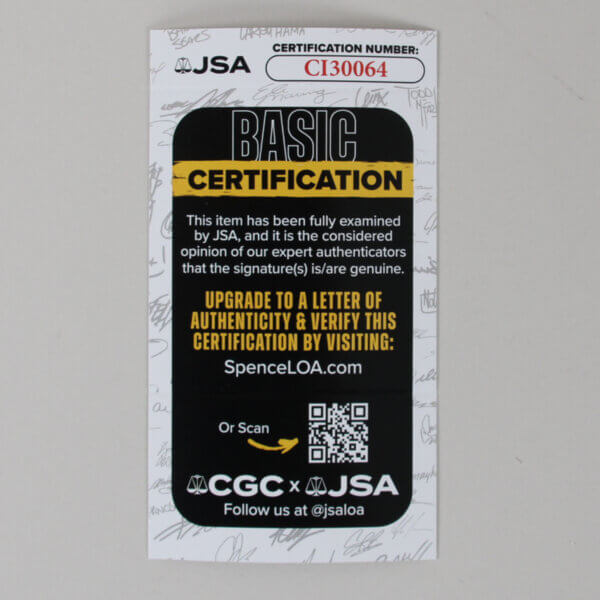 JSA
CERTIFICATION NUMBER:
CI30064
BASIC
CERTIFICATION
This item has been fully examined
by JSA, and it is the considered
opinion of our expert authenticators
that the signature(s) is/are genuine.
UPGRADE TO A LETTER OF
AUTHENTICITY & VERIFY THIS
CERTIFICATION BY VISITING:
SpenceLOA.com
Or Scan
CGC x JSA
Follow us at @jsaloa